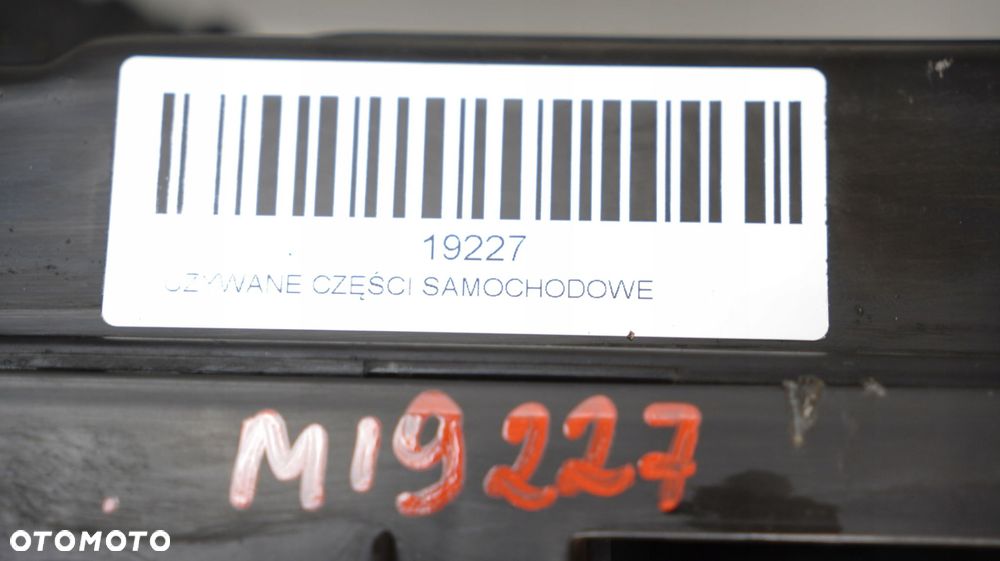 19227
UŻYWANE CZĘŚCI SAMOCHODOWE
M19227
OTOMOTO